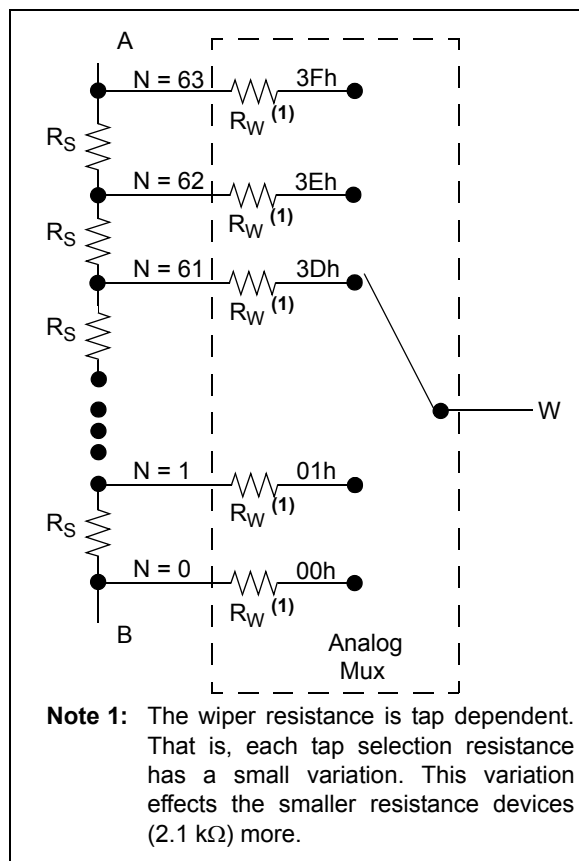 A
N = 63 3Fh
RS RW (1)
N = 62 3Eh
RS RW (1)
N = 61 3Dh
RS RW (1)
W
N = 1 01h
RS RW (1)
N = 0 00h
RW (1)
B
Analog
Mux
Note 1: The wiper resistance is tap dependent.
That is, each tap selection resistance
has a small variation. This variation
effects the smaller resistance devices
(2.1 kΩ) more.